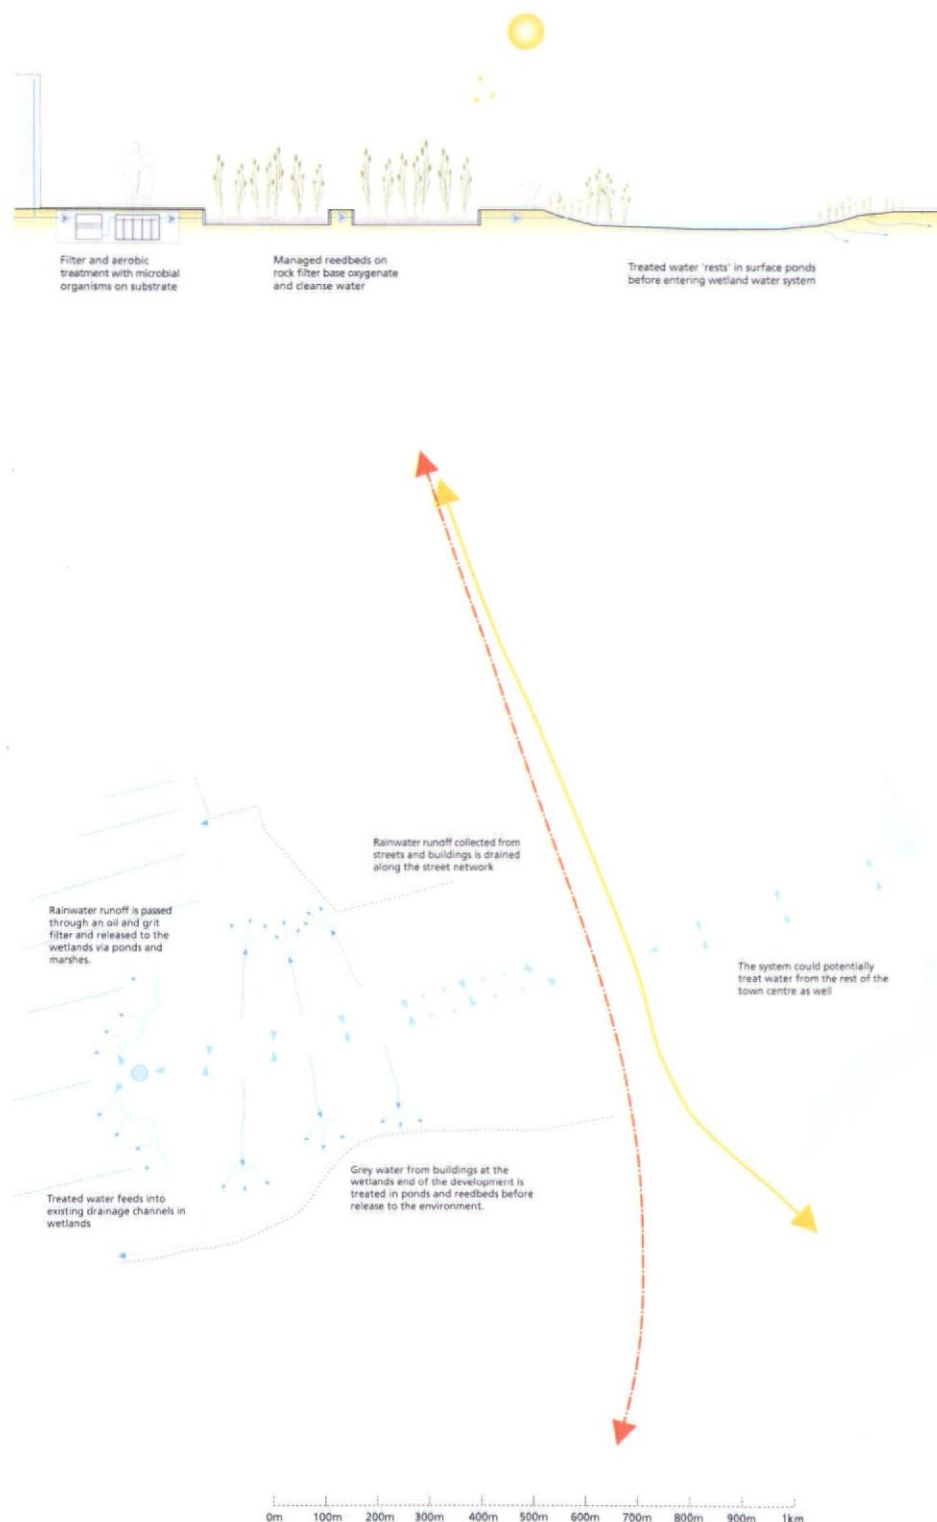 Filter and aerobic
treatment with microbial
organisms on substrate
Managed reedbeds on
rock filter base oxygenate
and cleanse water
Treated water 'rests' in surface ponds
before entering wetland water system
Rainwater runoff collected from
streets and buildings is drained
along the street network
Rainwater runoff is passed
through an oil and grit
filter and released to the
wetlands via ponds and
marshes.
The system could potentially
treat water from the rest of the
town centre as well
Grey water from buildings at the
wetlands end of the development is
treated in ponds and reedbeds before
release to the environment.
Treated water feeds into
existing drainage channels in
wetlands
0m 100m 200m 300m 400m 500m 600m 700m 800m 900m 1km